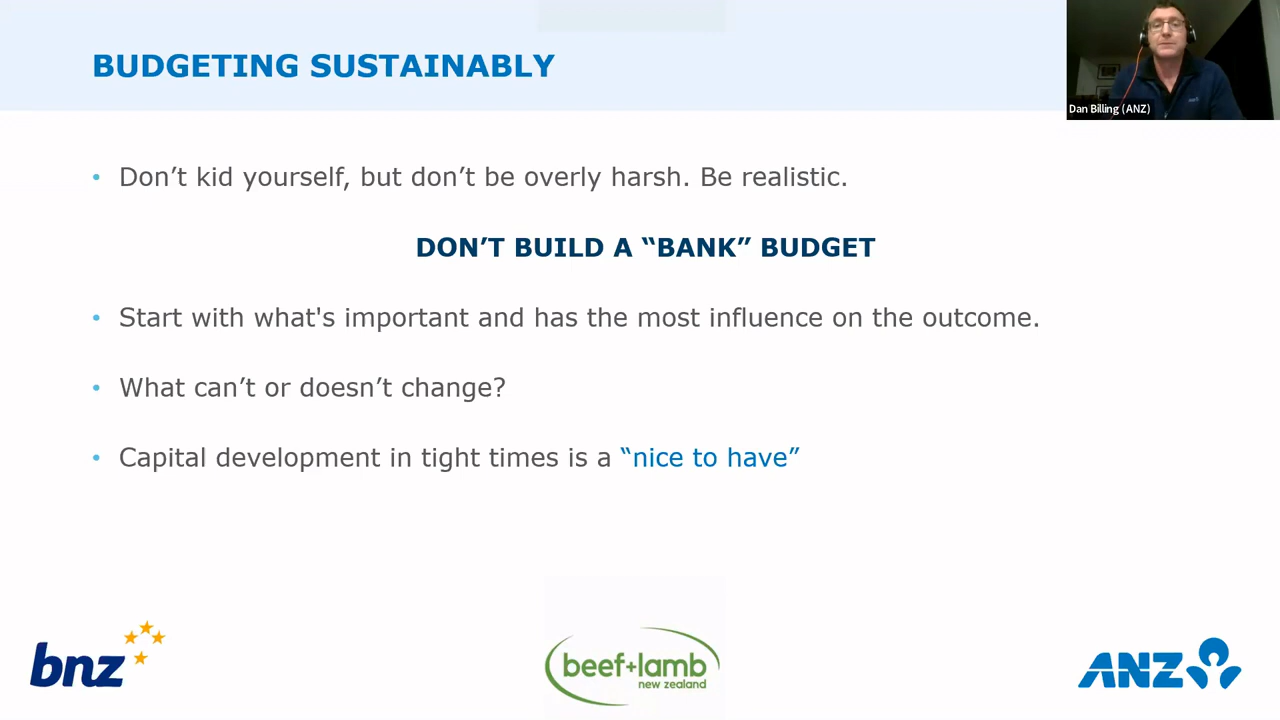 BUDGETING SUSTAINABLY
Dan Billing (ANZ)
• Don’t kid yourself, but don’t be overly harsh. Be realistic.
DON’T BUILD A “BANK” BUDGET
• Start with what's important and has the most influence on the outcome.
• What can’t or doesn’t change?
• Capital development in tight times is a “nice to have”
bnz
beef+lamb
new zealand
ANZ